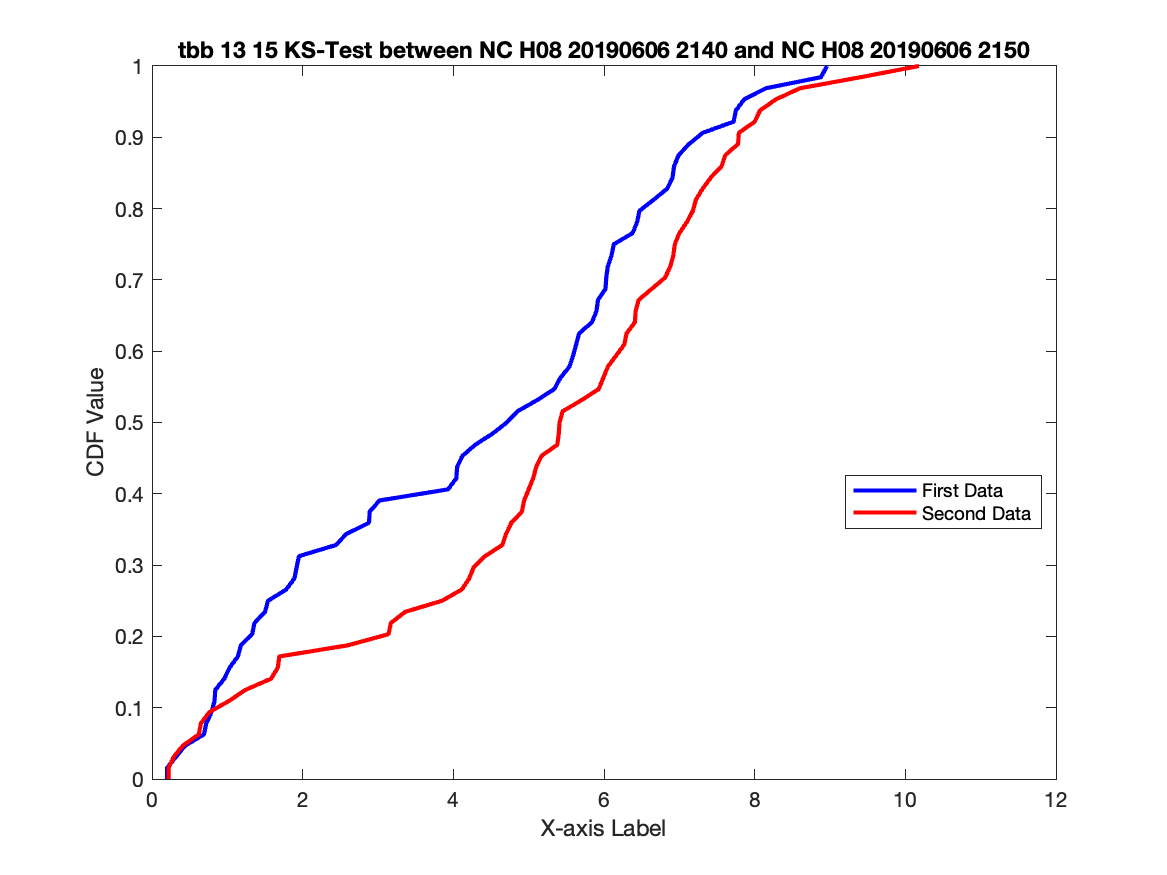 tbb 13 15 KS-Test between NC H08 20190606 2140 and NC H08 20190606 2150
1
0.9
0.8
0.7
0.6
0.5
0.4
0.3
0.2
0.1
0
CDF Value
First Data
Second Data
0 2 4 6 8 10 12
X-axis Label